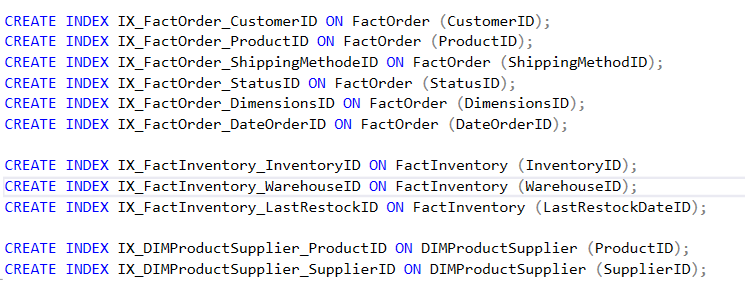 CREATE INDEX IX_FactOrder_CustomerID ON FactOrder (CustomerID);
CREATE INDEX IX_FactOrder_ProductID ON FactOrder (ProductID);
CREATE INDEX IX_FactOrder_ShippingMethodeID ON FactOrder (ShippingMethodID);
CREATE INDEX IX_FactOrder_StatusID ON FactOrder (StatusID);
CREATE INDEX IX_FactOrder_DimensionsID ON FactOrder (DimensionsID);
CREATE INDEX IX_FactOrder_DateOrderID ON FactOrder (DateOrderID);
CREATE INDEX IX_FactInventory_InventoryID ON FactInventory (InventoryID);
CREATE INDEX IX_FactInventory_WarehouseID ON FactInventory (WarehouseID);
CREATE INDEX IX_FactInventory_LastRestockID ON FactInventory (LastRestockDateID);
CREATE INDEX IX_DIMProductSupplier_ProductID ON DIMProductSupplier (ProductID);
CREATE INDEX IX_DIMProductSupplier_SupplierID ON DIMProductSupplier (SupplierID);